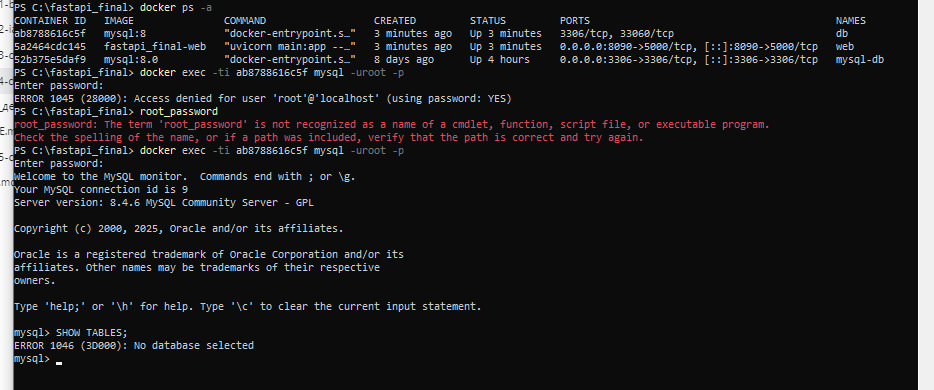 PS C:\fastapi_final> docker ps -a
CONTAINER ID   IMAGE               COMMAND                  CREATED         STATUS         PORTS                                         NAMES
ab8788616c5f   mysql:8             "docker-entrypoint.s…"   3 minutes ago   Up 3 minutes   3306/tcp, 33060/tcp                           db
5a2464cdc145   fastapi_final-web   "uvicorn main:app --…"   3 minutes ago   Up 3 minutes   0.0.0.0:8090->5000/tcp, [::]:8090->5000/tcp   web
52b375e5daf9   mysql:8.0           "docker-entrypoint.s…"   8 days ago      Up 4 hours     0.0.0.0:3306->3306/tcp, [::]:3306->3306/tcp   mysql-db
PS C:\fastapi_final> docker exec -ti ab8788616c5f mysql -uroot -p
Enter password:
ERROR 1045 (28000): Access denied for user 'root'@'localhost' (using password: YES)
PS C:\fastapi_final> root_password
root_password: The term 'root_password' is not recognized as a name of a cmdlet, function, script file, or executable program.
Check the spelling of the name, or if a path was included, verify that the path is correct and try again.
PS C:\fastapi_final> docker exec -ti ab8788616c5f mysql -uroot -p
Enter password:
Welcome to the MySQL monitor.  Commands end with ; or \g.
Your MySQL connection id is 9
Server version: 8.4.6 MySQL Community Server - GPL
Copyright (c) 2000, 2025, Oracle and/or its affiliates.
Oracle is a registered trademark of Oracle Corporation and/or its
affiliates. Other names may be trademarks of their respective
owners.
Type 'help;' or '\h' for help. Type '\c' to clear the current input statement.
mysql> SHOW TABLES;
ERROR 1046 (3D000): No database selected
mysql>